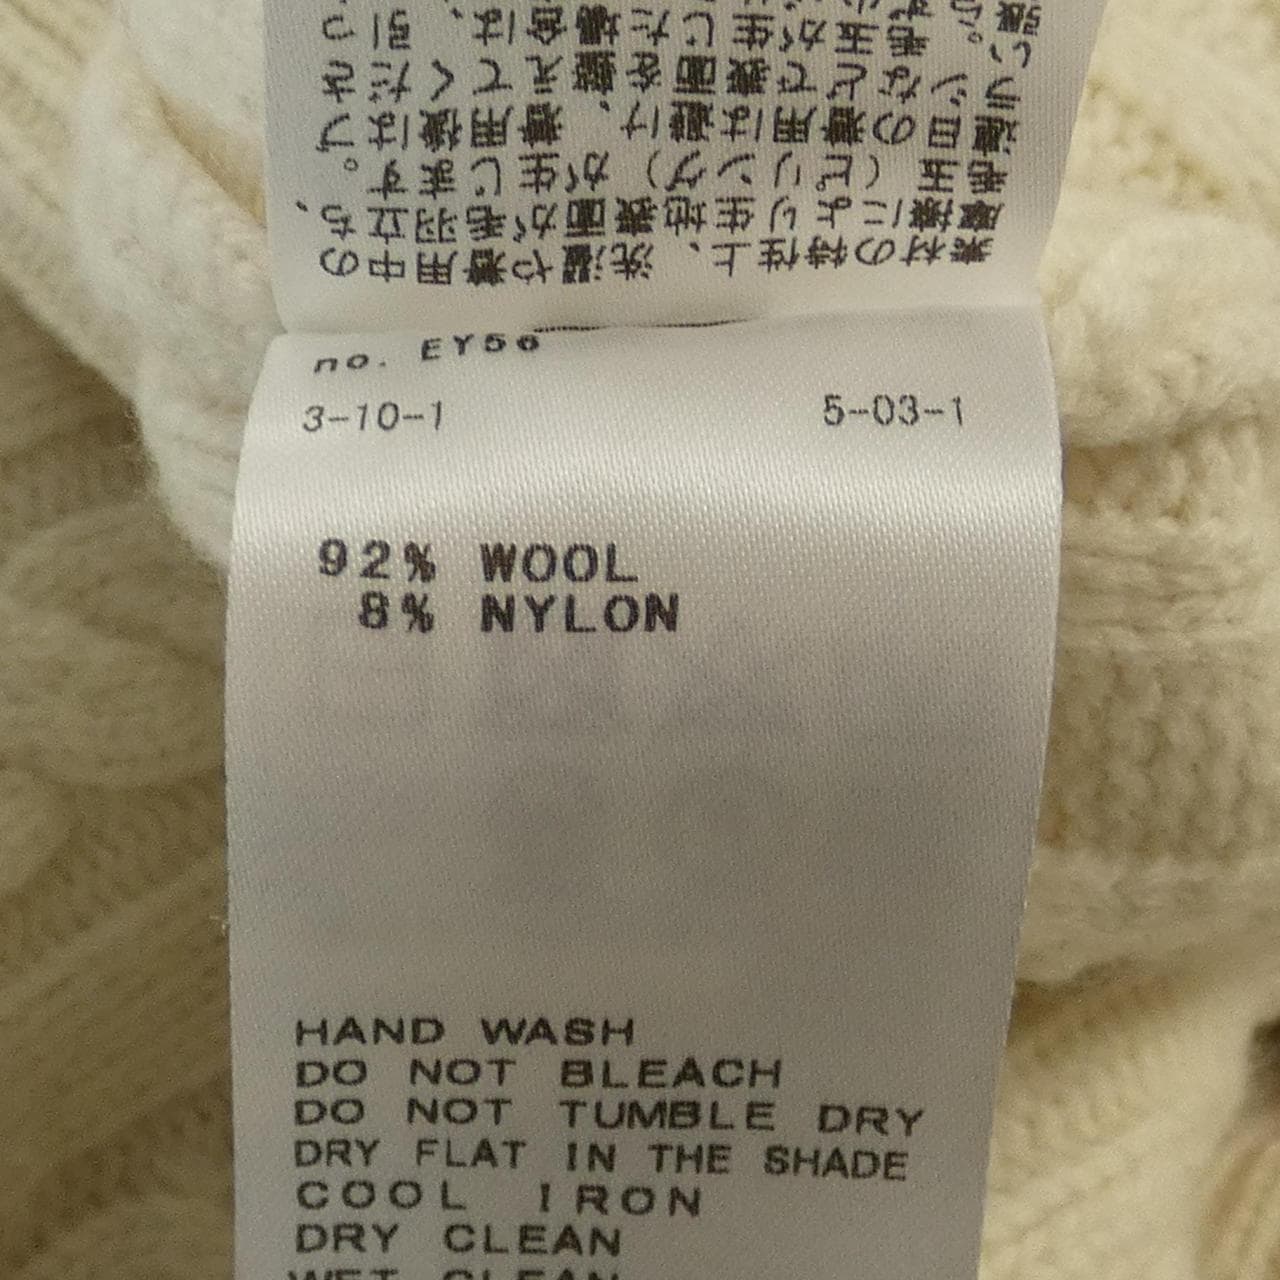 素材の特性上、洗濯や着用中の
摩擦により生地表面が毛羽立ち、
毛玉（ピリング）が生じます。
連日の着用は避け、着用後はブ
ラシなどで表面を整えてくださ
い。毛玉が生じた場合は、引っ
no. EY56
3-10-1 5-03-1
92% WOOL
8% NYLON
HAND WASH
DO NOT BLEACH
DO NOT TUMBLE DRY
DRY FLAT IN THE SHADE
COOL IRON
DRY CLEAN
WET CLEAN